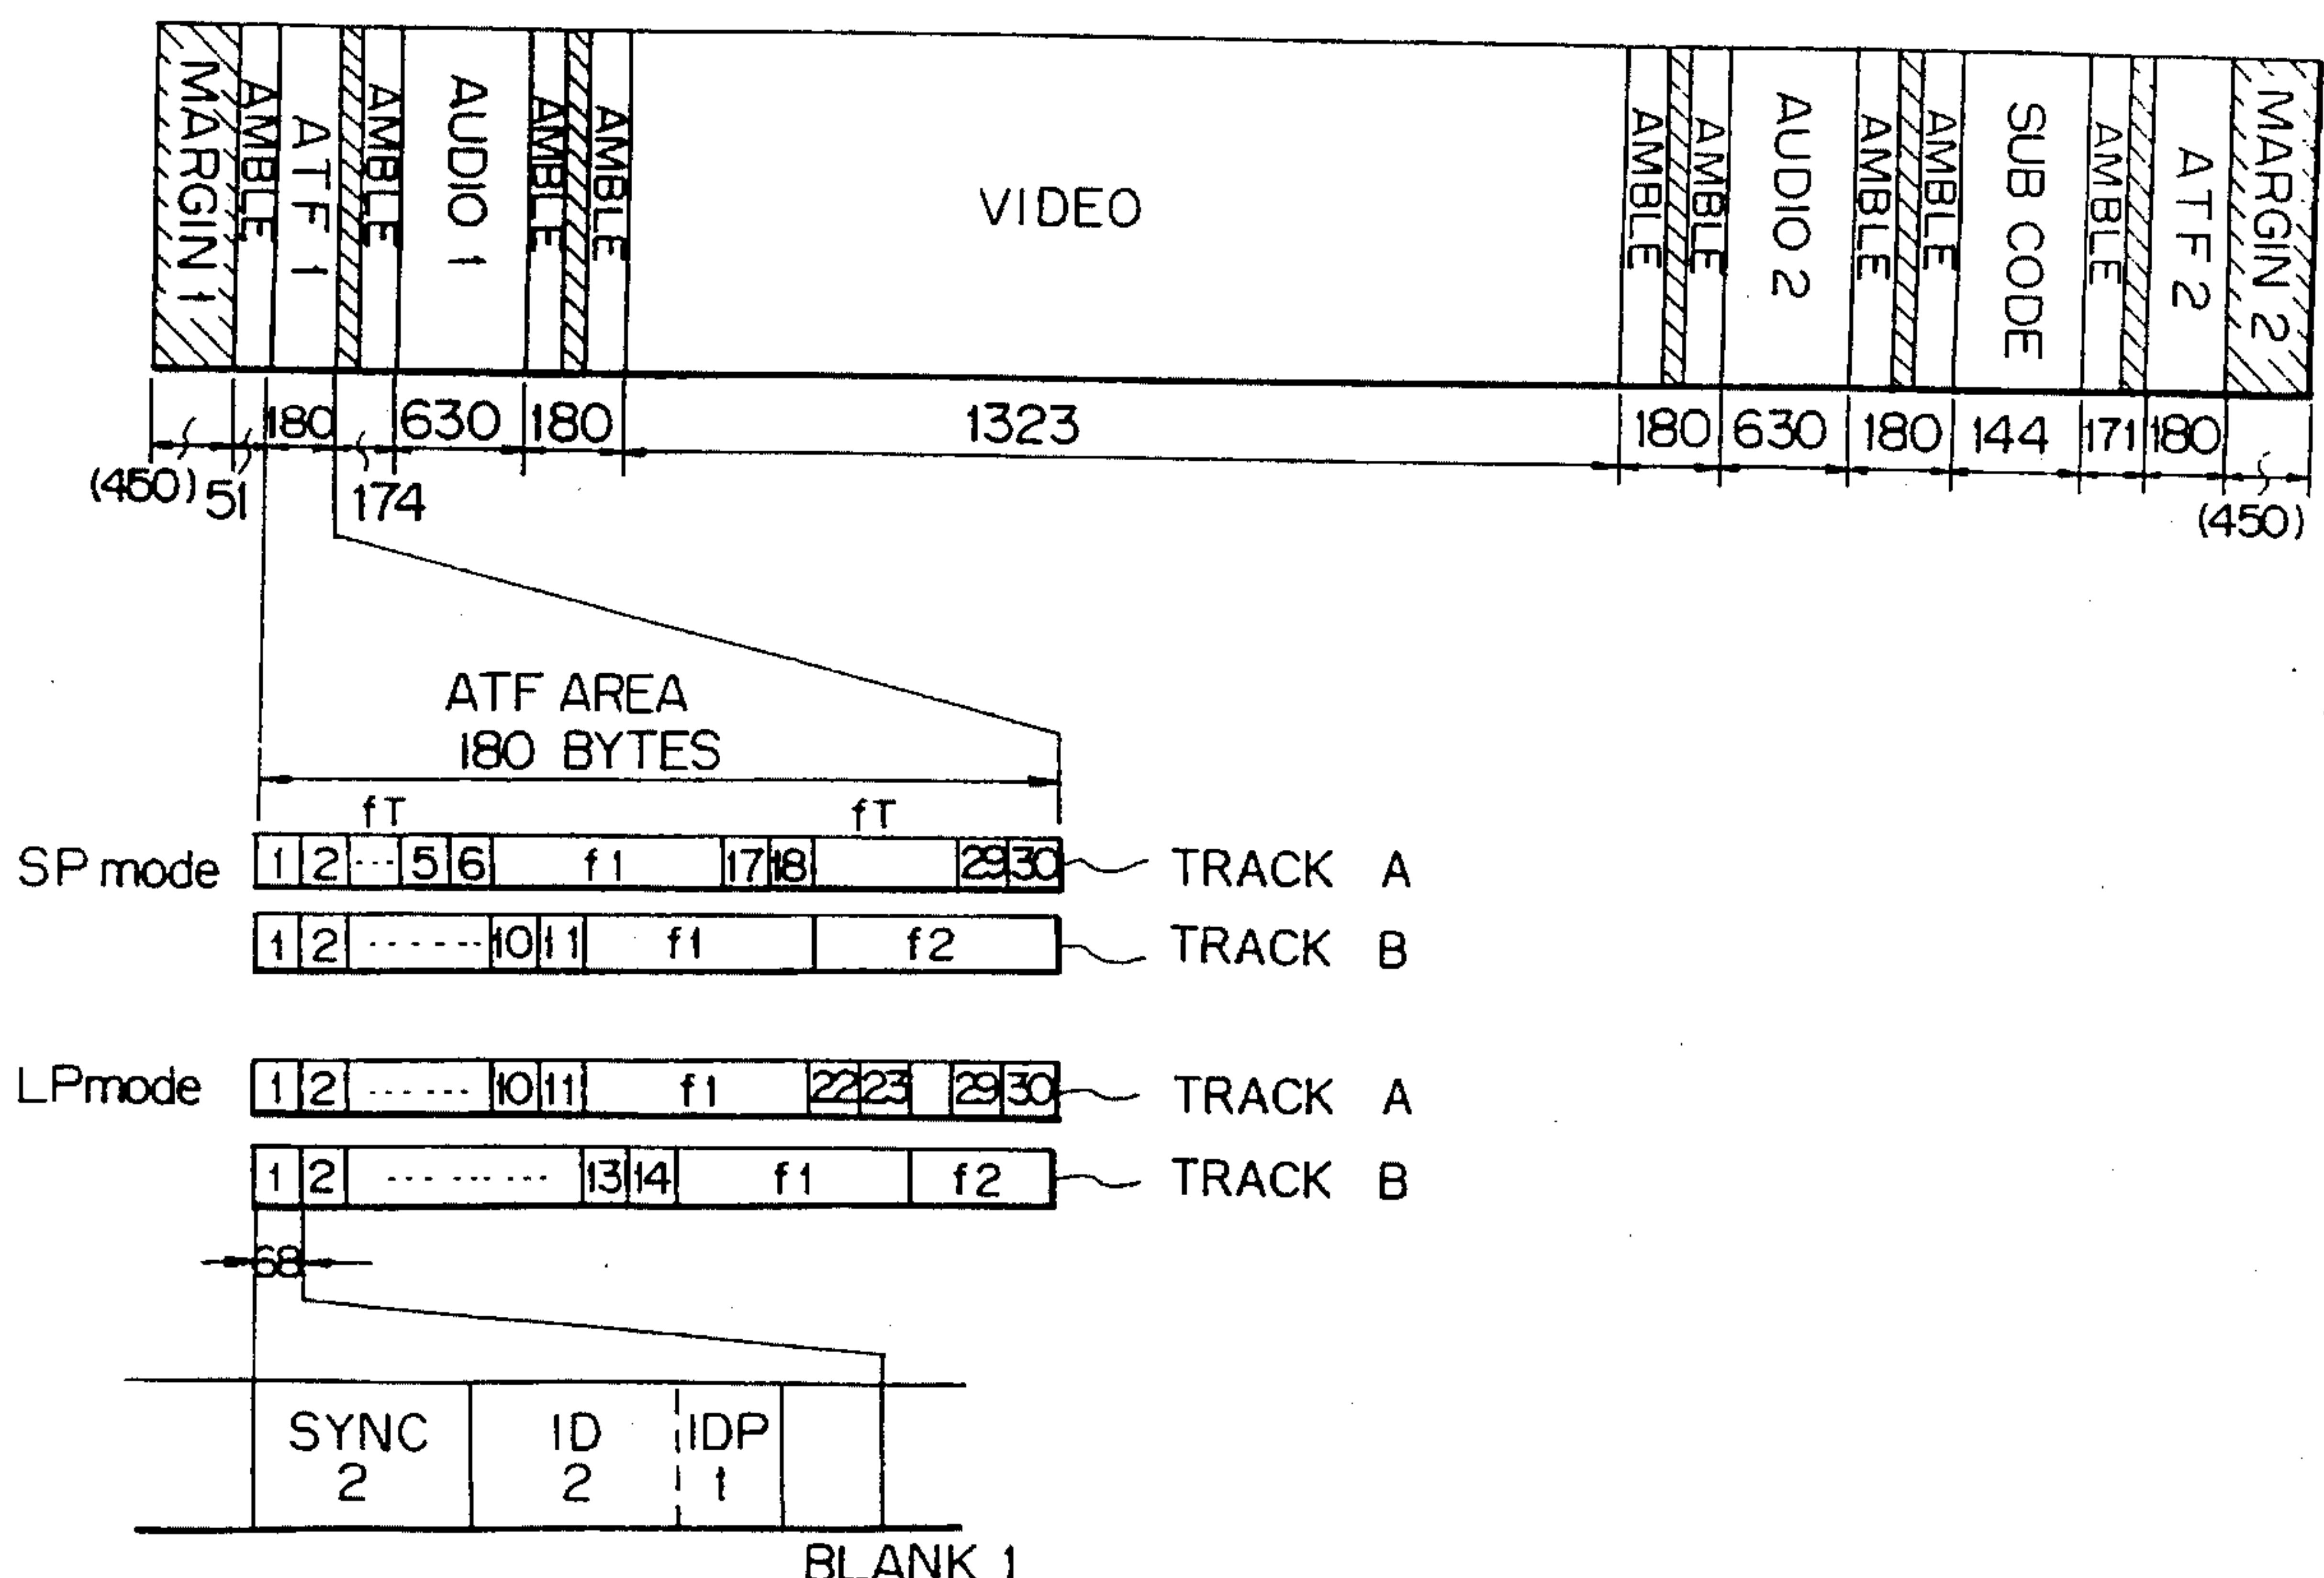 MARGIN 1
AMBLE
ATF 1
AMBLE
AUDIO 1
AMBLE
AMBLE
VIDEO
AMBLE
AMBLE
AUDIO 2
AMBLE
AMBLE
SUB CODE
AMBLE
ATF 2
MARGIN 2
(450) 51 180 174 630 180 1323 180 630 180 144 171 180 (450)
ATF AREA
180 BYTES
fT fT
SP mode 1 2 --- 5 6 f1 17 18 29 30 TRACK A
1 2 ------- 10 11 f1 f2 TRACK B
LPmode 1 2 ------ 10 11 f1 22 23 29 30 TRACK A
1 2 --- --- --- 13 14 f1 f2 TRACK B
68
SYNC ID IDP
2 2 1
BLANK 1